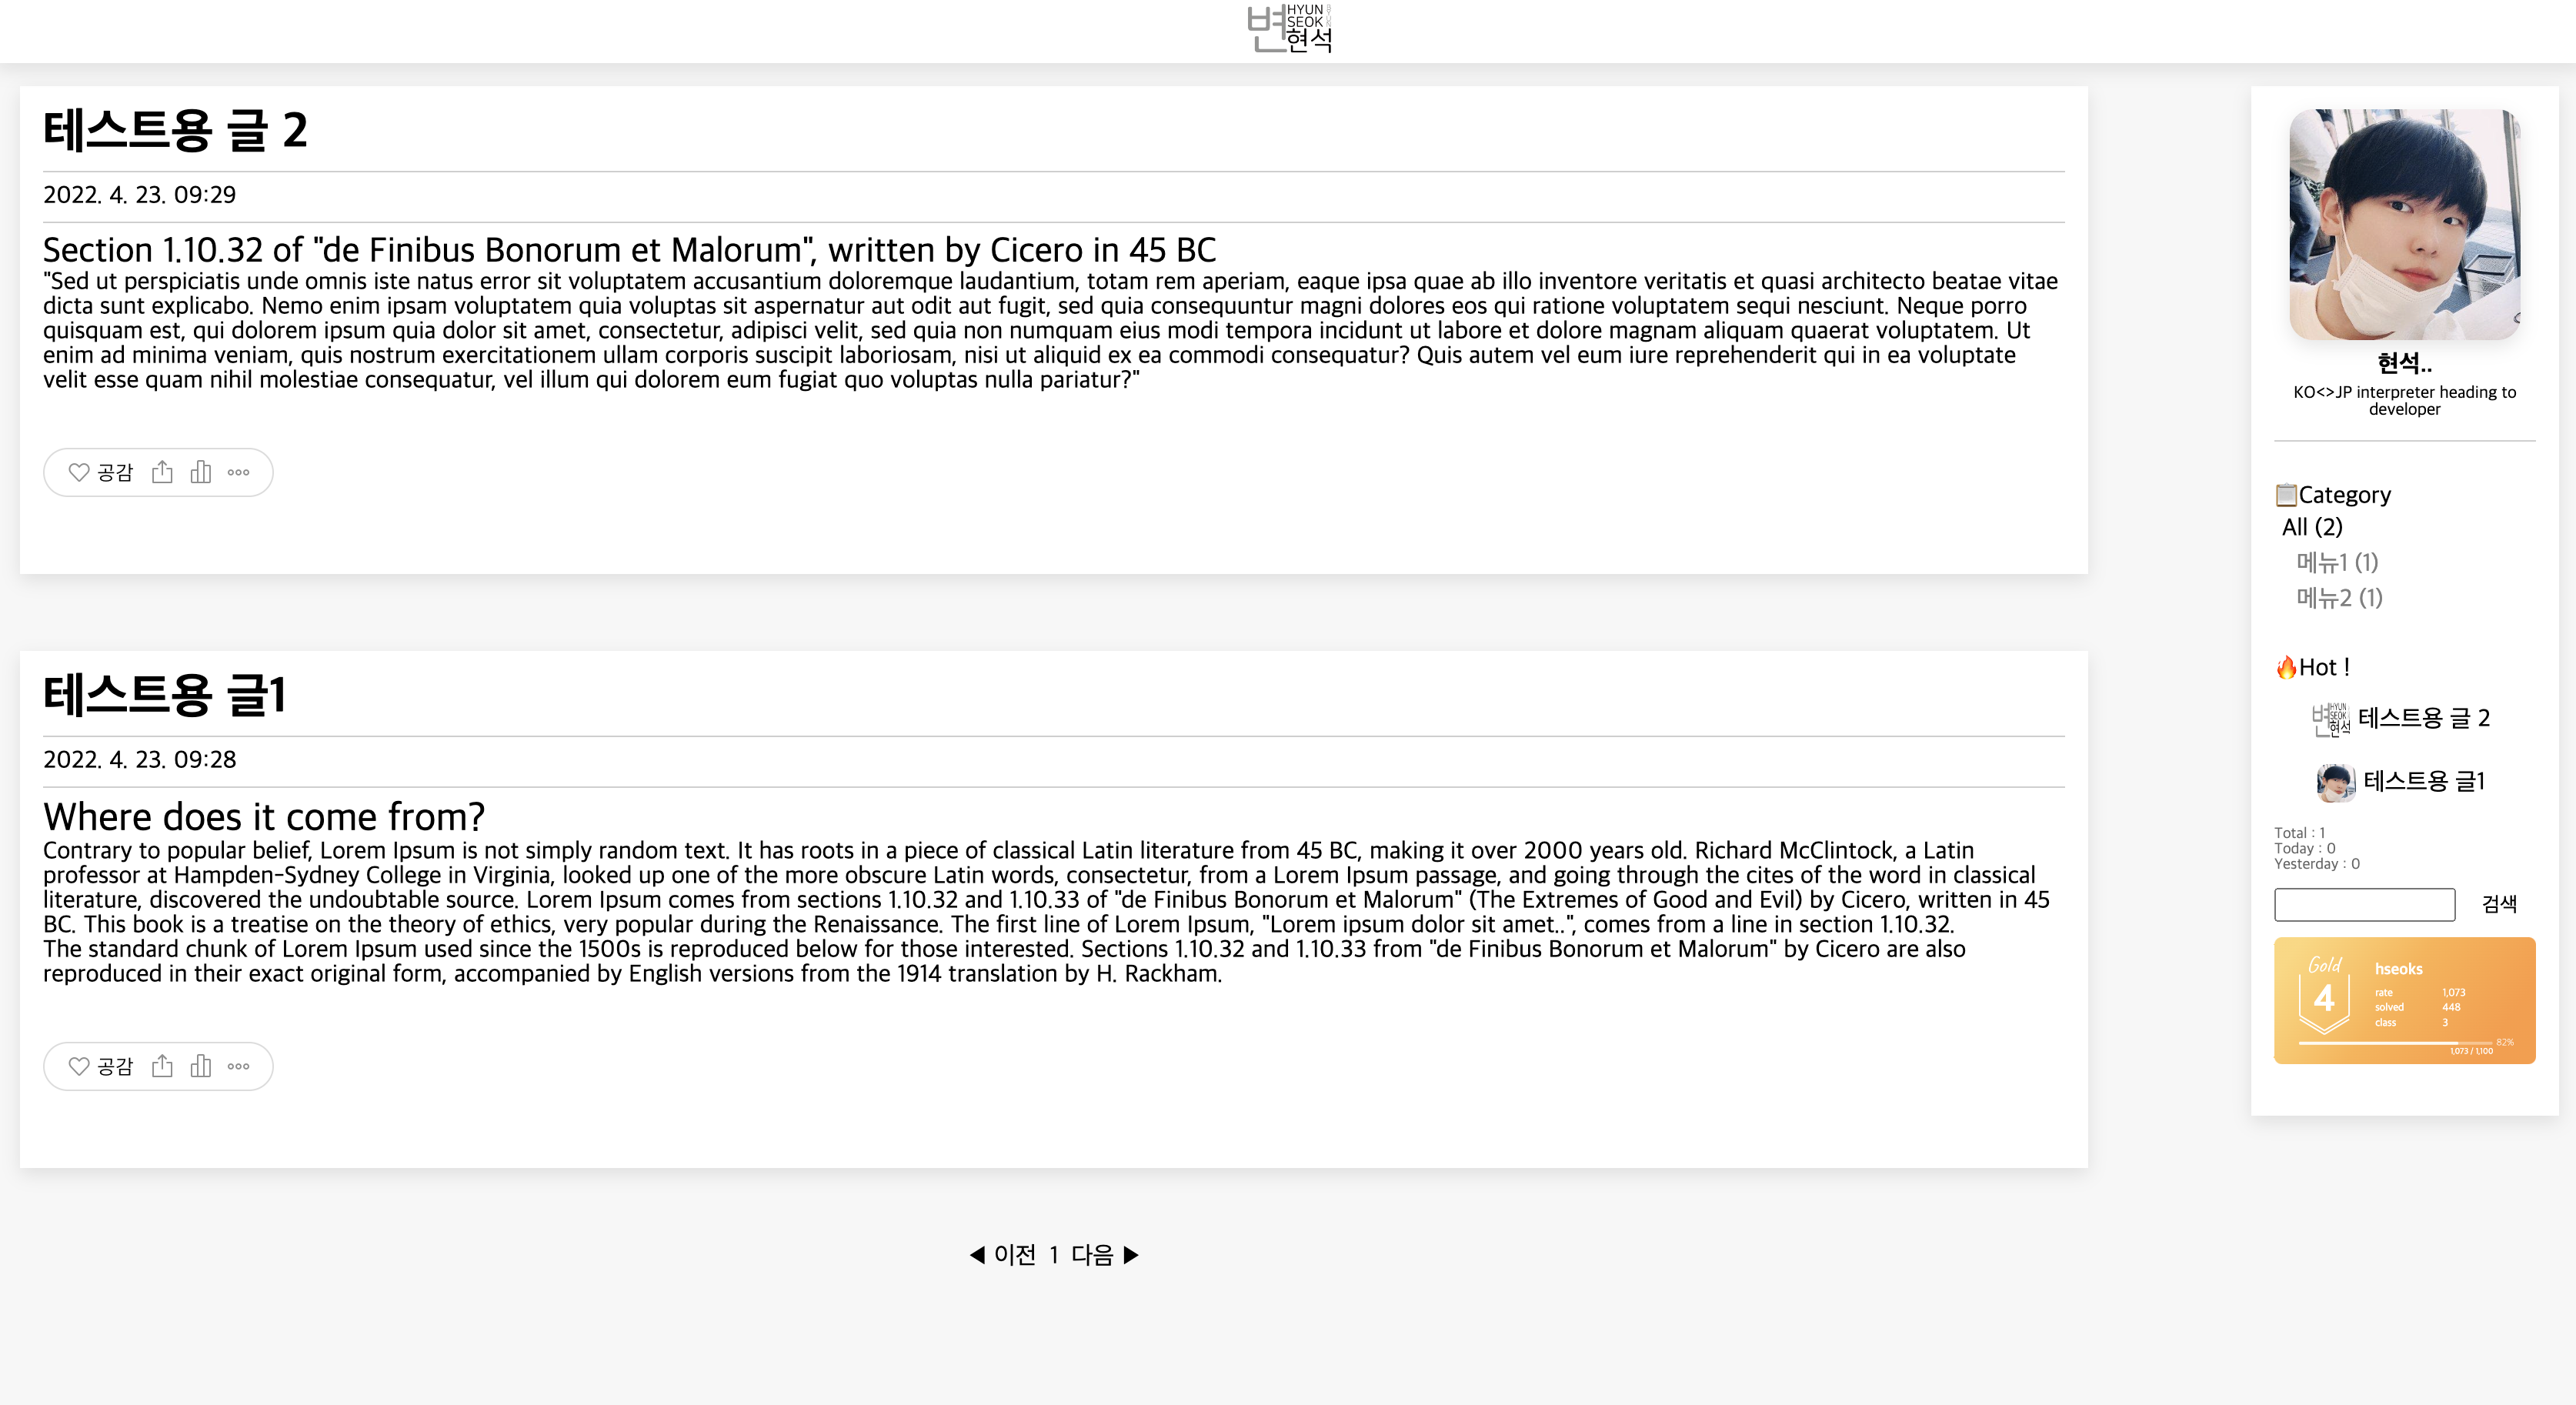 변
HYUN
SEOK
현석
테스트용 글 2
2022. 4. 23. 09:29
Section 1.10.32 of "de Finibus Bonorum et Malorum", written by Cicero in 45 BC
"Sed ut perspiciatis unde omnis iste natus error sit voluptatem accusantium doloremque laudantium, totam rem aperiam, eaque ipsa quae ab illo inventore veritatis et quasi architecto beatae vitae
dicta sunt explicabo. Nemo enim ipsam voluptatem quia voluptas sit aspernatur aut odit aut fugit, sed quia consequuntur magni dolores eos qui ratione voluptatem sequi nesciunt. Neque porro
quisquam est, qui dolorem ipsum quia dolor sit amet, consectetur, adipisci velit, sed quia non numquam eius modi tempora incidunt ut labore et dolore magnam aliquam quaerat voluptatem. Ut
enim ad minima veniam, quis nostrum exercitationem ullam corporis suscipit laboriosam, nisi ut aliquid ex ea commodi consequatur? Quis autem vel eum iure reprehenderit qui in ea voluptate
velit esse quam nihil molestiae consequatur, vel illum qui dolorem eum fugiat quo voluptas nulla pariatur?"
공감
테스트용 글1
2022. 4. 23. 09:28
Where does it come from?
Contrary to popular belief, Lorem Ipsum is not simply random text. It has roots in a piece of classical Latin literature from 45 BC, making it over 2000 years old. Richard McClintock, a Latin
professor at Hampden-Sydney College in Virginia, looked up one of the more obscure Latin words, consectetur, from a Lorem Ipsum passage, and going through the cites of the word in classical
literature, discovered the undoubtable source. Lorem Ipsum comes from sections 1.10.32 and 1.10.33 of "de Finibus Bonorum et Malorum" (The Extremes of Good and Evil) by Cicero, written in 45
BC. This book is a treatise on the theory of ethics, very popular during the Renaissance. The first line of Lorem Ipsum, "Lorem ipsum dolor sit amet..", comes from a line in section 1.10.32.
The standard chunk of Lorem Ipsum used since the 1500s is reproduced below for those interested. Sections 1.10.32 and 1.10.33 from "de Finibus Bonorum et Malorum" by Cicero are also
reproduced in their exact original form, accompanied by English versions from the 1914 translation by H. Rackham.
공감
◀ 이전 1 다음 ▶
현석..
KO<>JP interpreter heading to
developer
📋Category
All (2)
메뉴1 (1)
메뉴2 (1)
🔥Hot !
변 HYUN SEOK 현석 테스트용 글 2
테스트용 글1
Total : 1
Today : 0
Yesterday : 0
검색
Gold
4
hseoks
rate 1,073
solved 448
class 3
82%
1,073 / 1,100